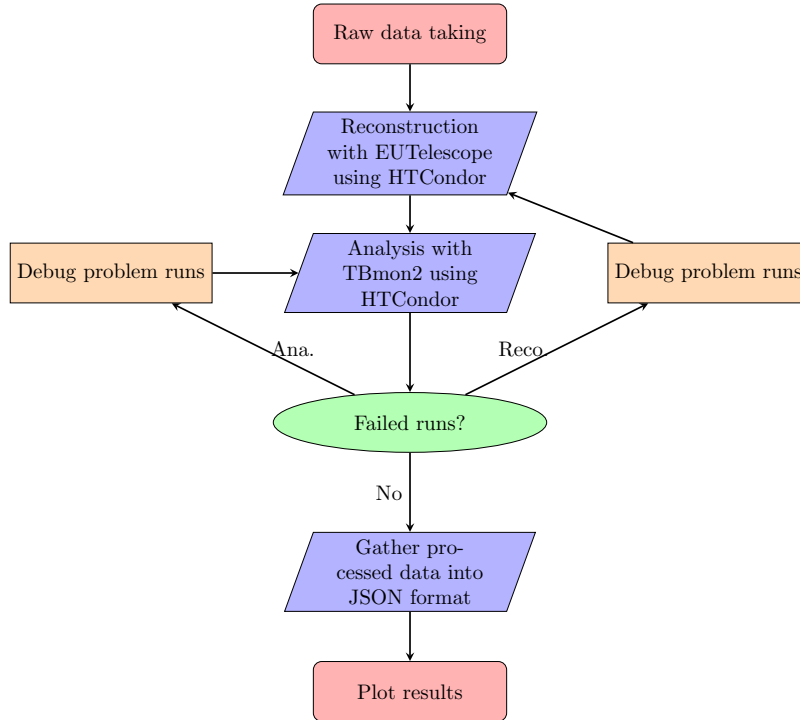 Raw data taking
Reconstruction
with EUTelescope
using HTCondor
Debug problem runs
Analysis with
TBmon2 using
HTCondor
Debug problem runs
Ana.
Reco.
Failed runs?
No
Gather pro-
cessed data into
JSON format
Plot results